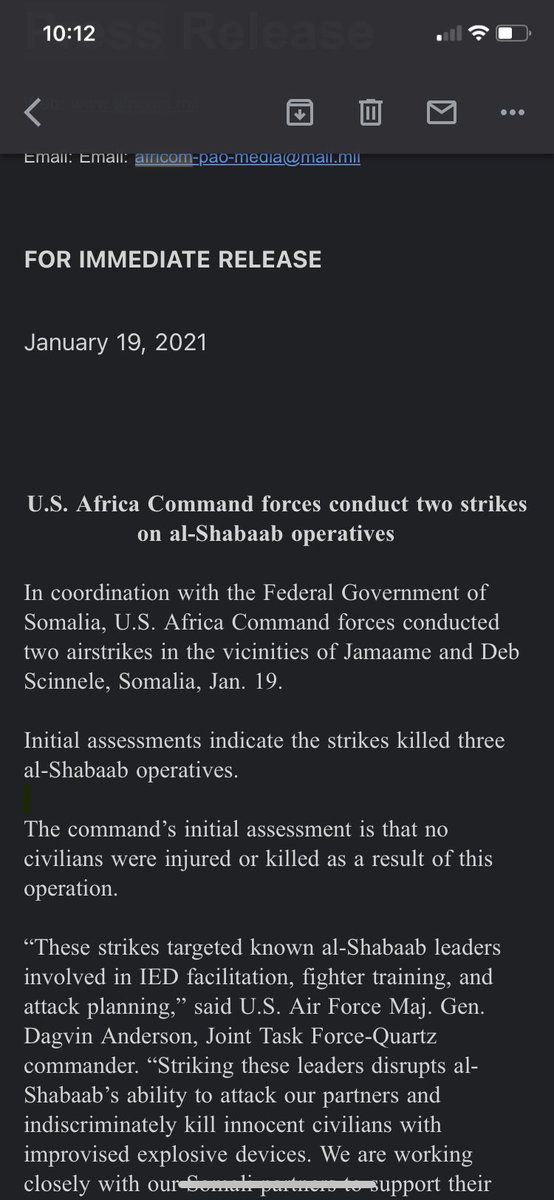 10:12
Press Release
Email: Email: africom-pao-media@mail.mil
FOR IMMEDIATE RELEASE
January 19, 2021
U.S. Africa Command forces conduct two strikes
on al-Shabaab operatives
In coordination with the Federal Government of
Somalia, U.S. Africa Command forces conducted
two airstrikes in the vicinities of Jamaame and Deb
Scinnele, Somalia, Jan. 19.
Initial assessments indicate the strikes killed three
al-Shabaab operatives.
The command’s initial assessment is that no
civilians were injured or killed as a result of this
operation.
“These strikes targeted known al-Shabaab leaders
involved in IED facilitation, fighter training, and
attack planning,” said U.S. Air Force Maj. Gen.
Dagvin Anderson, Joint Task Force-Quartz
commander. “Striking these leaders disrupts al-
Shabaab’s ability to attack our partners and
indiscriminately kill innocent civilians with
improvised explosive devices. We are working
closely with our Somali partners to support their